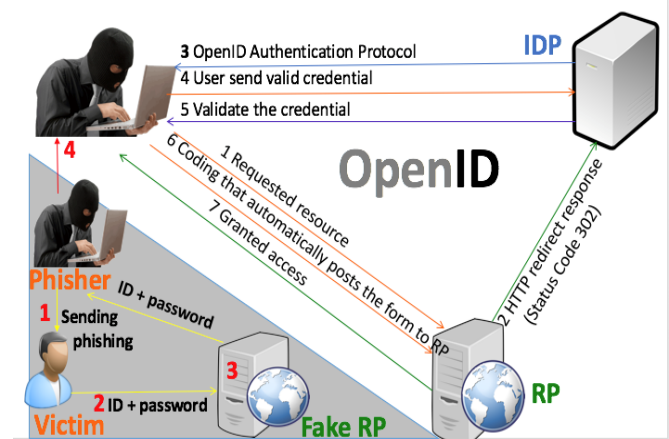 3 OpenID Authentication Protocol
IDP
4 User send valid credential
5 Validate the credential
4
OpenID
1 Requested resource
6 Coding that automatically posts the form to RP
7 Granted access
2 HTTP redirect response
(Status Code 302)
Phisher
ID + password
1 Sending
phishing
3
2 ID + password
RP
Victim
Fake RP